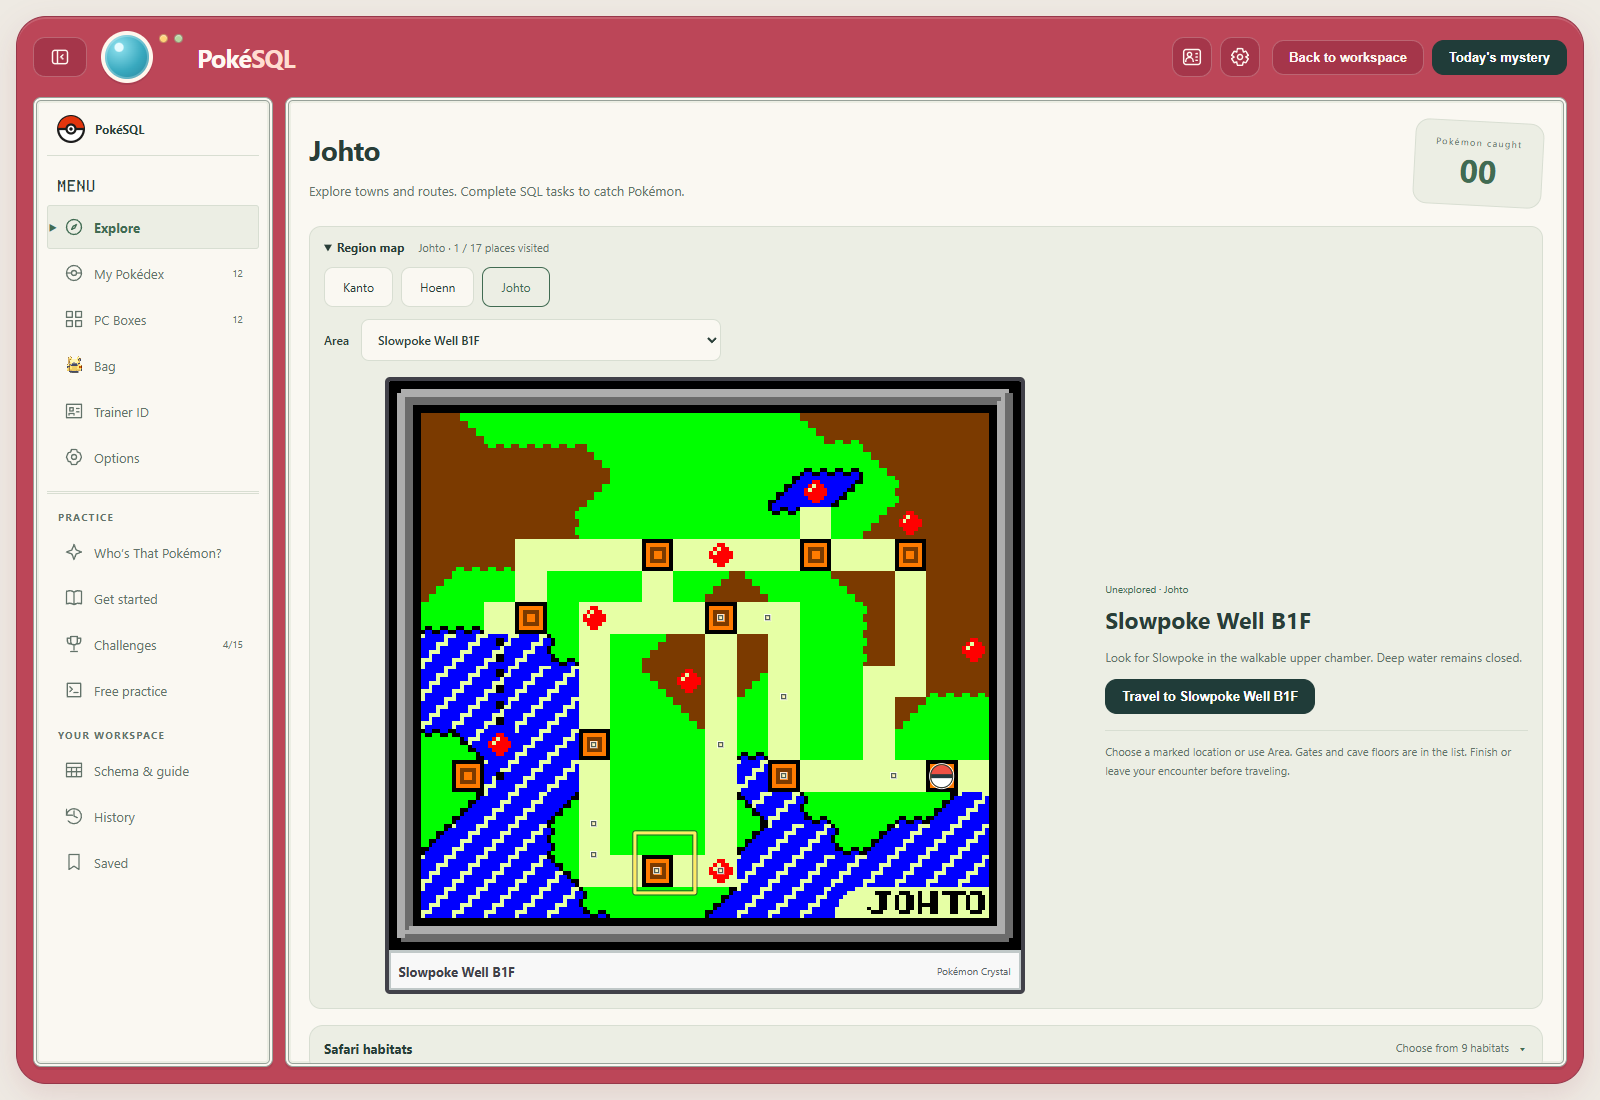 PokéSQL
Back to workspace
Today's mystery
PokéSQL
MENU
Explore
My Pokédex 12
PC Boxes 12
Bag
Trainer ID
Options
PRACTICE
Who's That Pokémon?
Get started
Challenges 4/15
Free practice
YOUR WORKSPACE
Schema & guide
History
Saved
Johto
Explore towns and routes. Complete SQL tasks to catch Pokémon.
Pokémon caught
00
Region map Johto · 1 / 17 places visited
Kanto Hoenn Johto
Area Slowpoke Well B1F
JOHTO
Slowpoke Well B1F Pokémon Crystal
Unexplored · Johto
Slowpoke Well B1F
Look for Slowpoke in the walkable upper chamber. Deep water remains closed.
Travel to Slowpoke Well B1F
Choose a marked location or use Area. Gates and cave floors are in the list. Finish or
leave your encounter before traveling.
Safari habitats Choose from 9 habitats